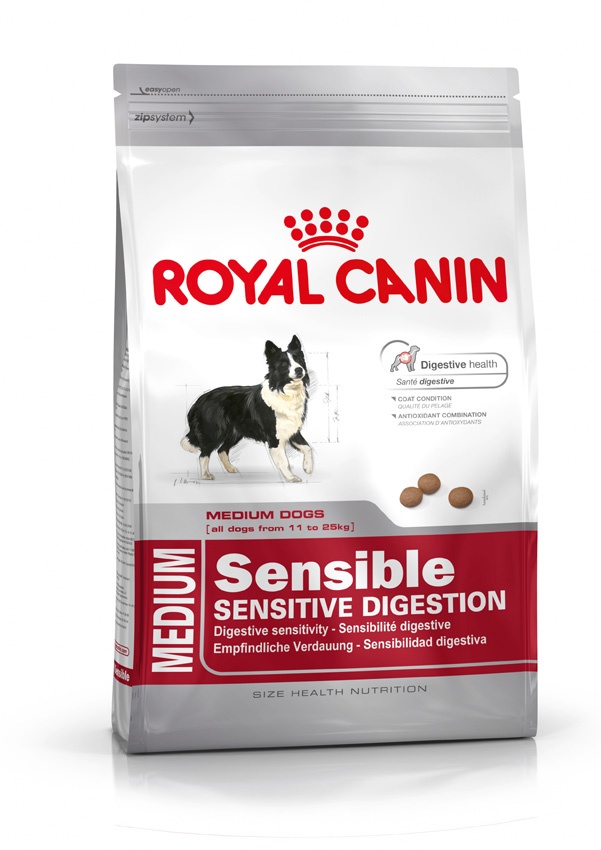 easyopen
zipsystem
ROYAL CANIN
Digestive health
Santé digestive
COAT CONDITION
QUALITÉ DU PELAGE
ANTIOXIDANT COMBINATION
ASSOCIATION D'ANTIOXYDANTS
MEDIUM DOGS
[all dogs from 11 to 25kg]
MEDIUM
Sensible
SENSITIVE DIGESTION
Digestive sensitivity - Sensibilité digestive
Empfindliche Verdauung - Sensibilidad digestiva
Sensible
SIZE HEALTH NUTRITION